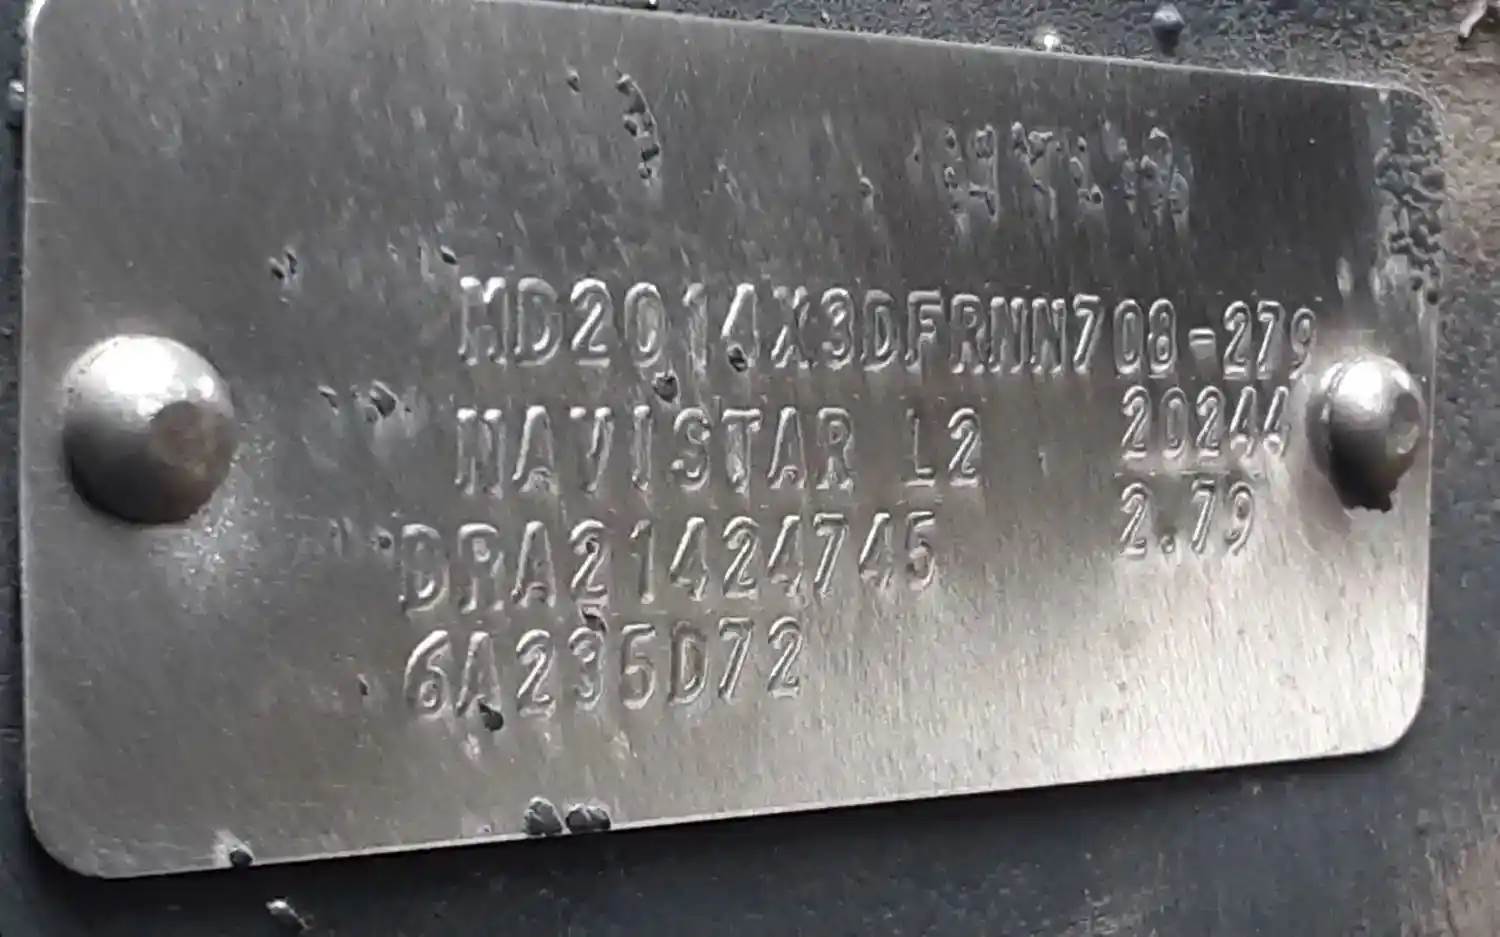 MD2014X3DFRNN708-279
NAVISTAR L2 20244
DRA21424745 2.79
6A235D72